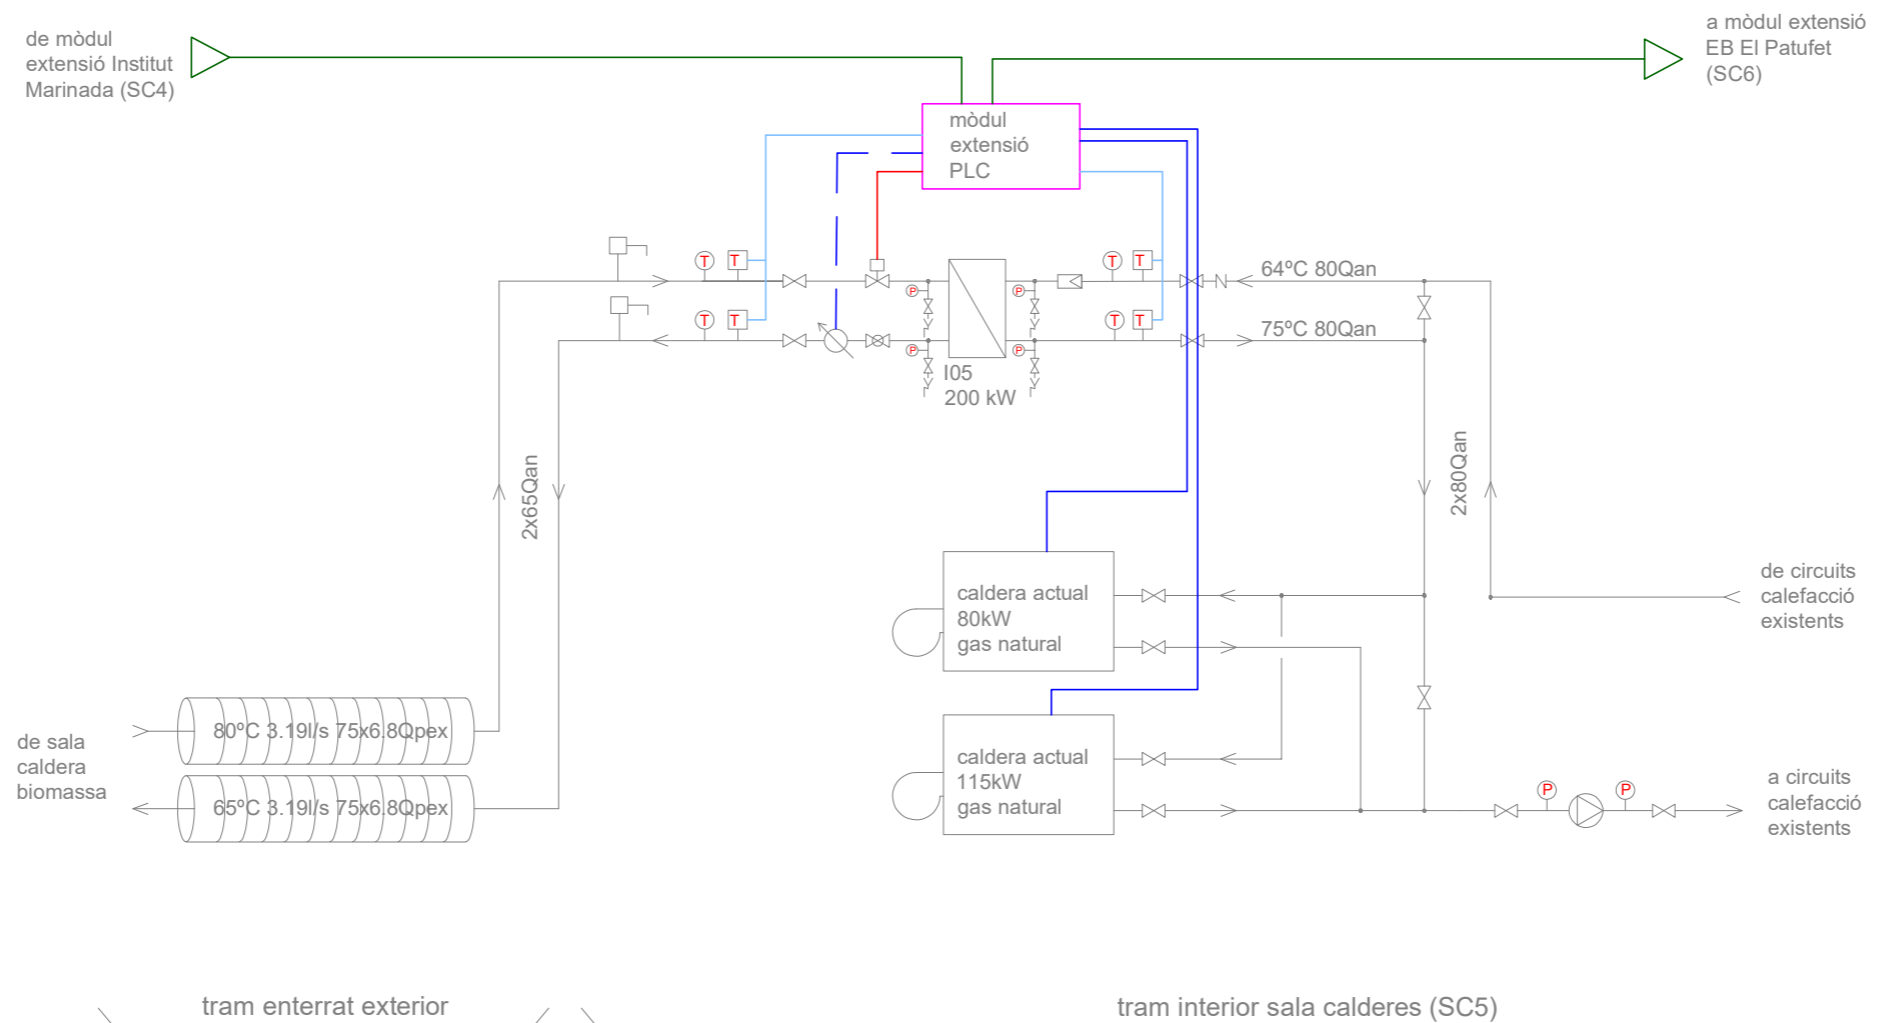 de mòdul
extensió Institut
Marinada (SC4)
a mòdul extensió
EB El Patufet
(SC6)
mòdul
extensió
PLC
T
T
T
T
64ºC 80Qan
P
P
T
T
T
T
75ºC 80Qan
P
P
I05
200 kW
2x65Qan
2x80Qan
caldera actual
80kW
gas natural
de circuits
calefacció
existents
80ºC 3.19l/s 75x6.8Qpex
de sala
caldera
biomassa
65ºC 3.19l/s 75x6.8Qpex
caldera actual
115kW
gas natural
P
P
a circuits
calefacció
existents
tram enterrat exterior
tram interior sala calderes (SC5)